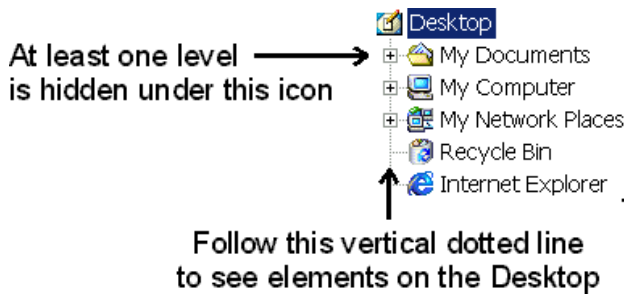 Desktop
At least one level
is hidden under this icon
My Documents
My Computer
My Network Places
Recycle Bin
Internet Explorer
Follow this vertical dotted line
to see elements on the Desktop